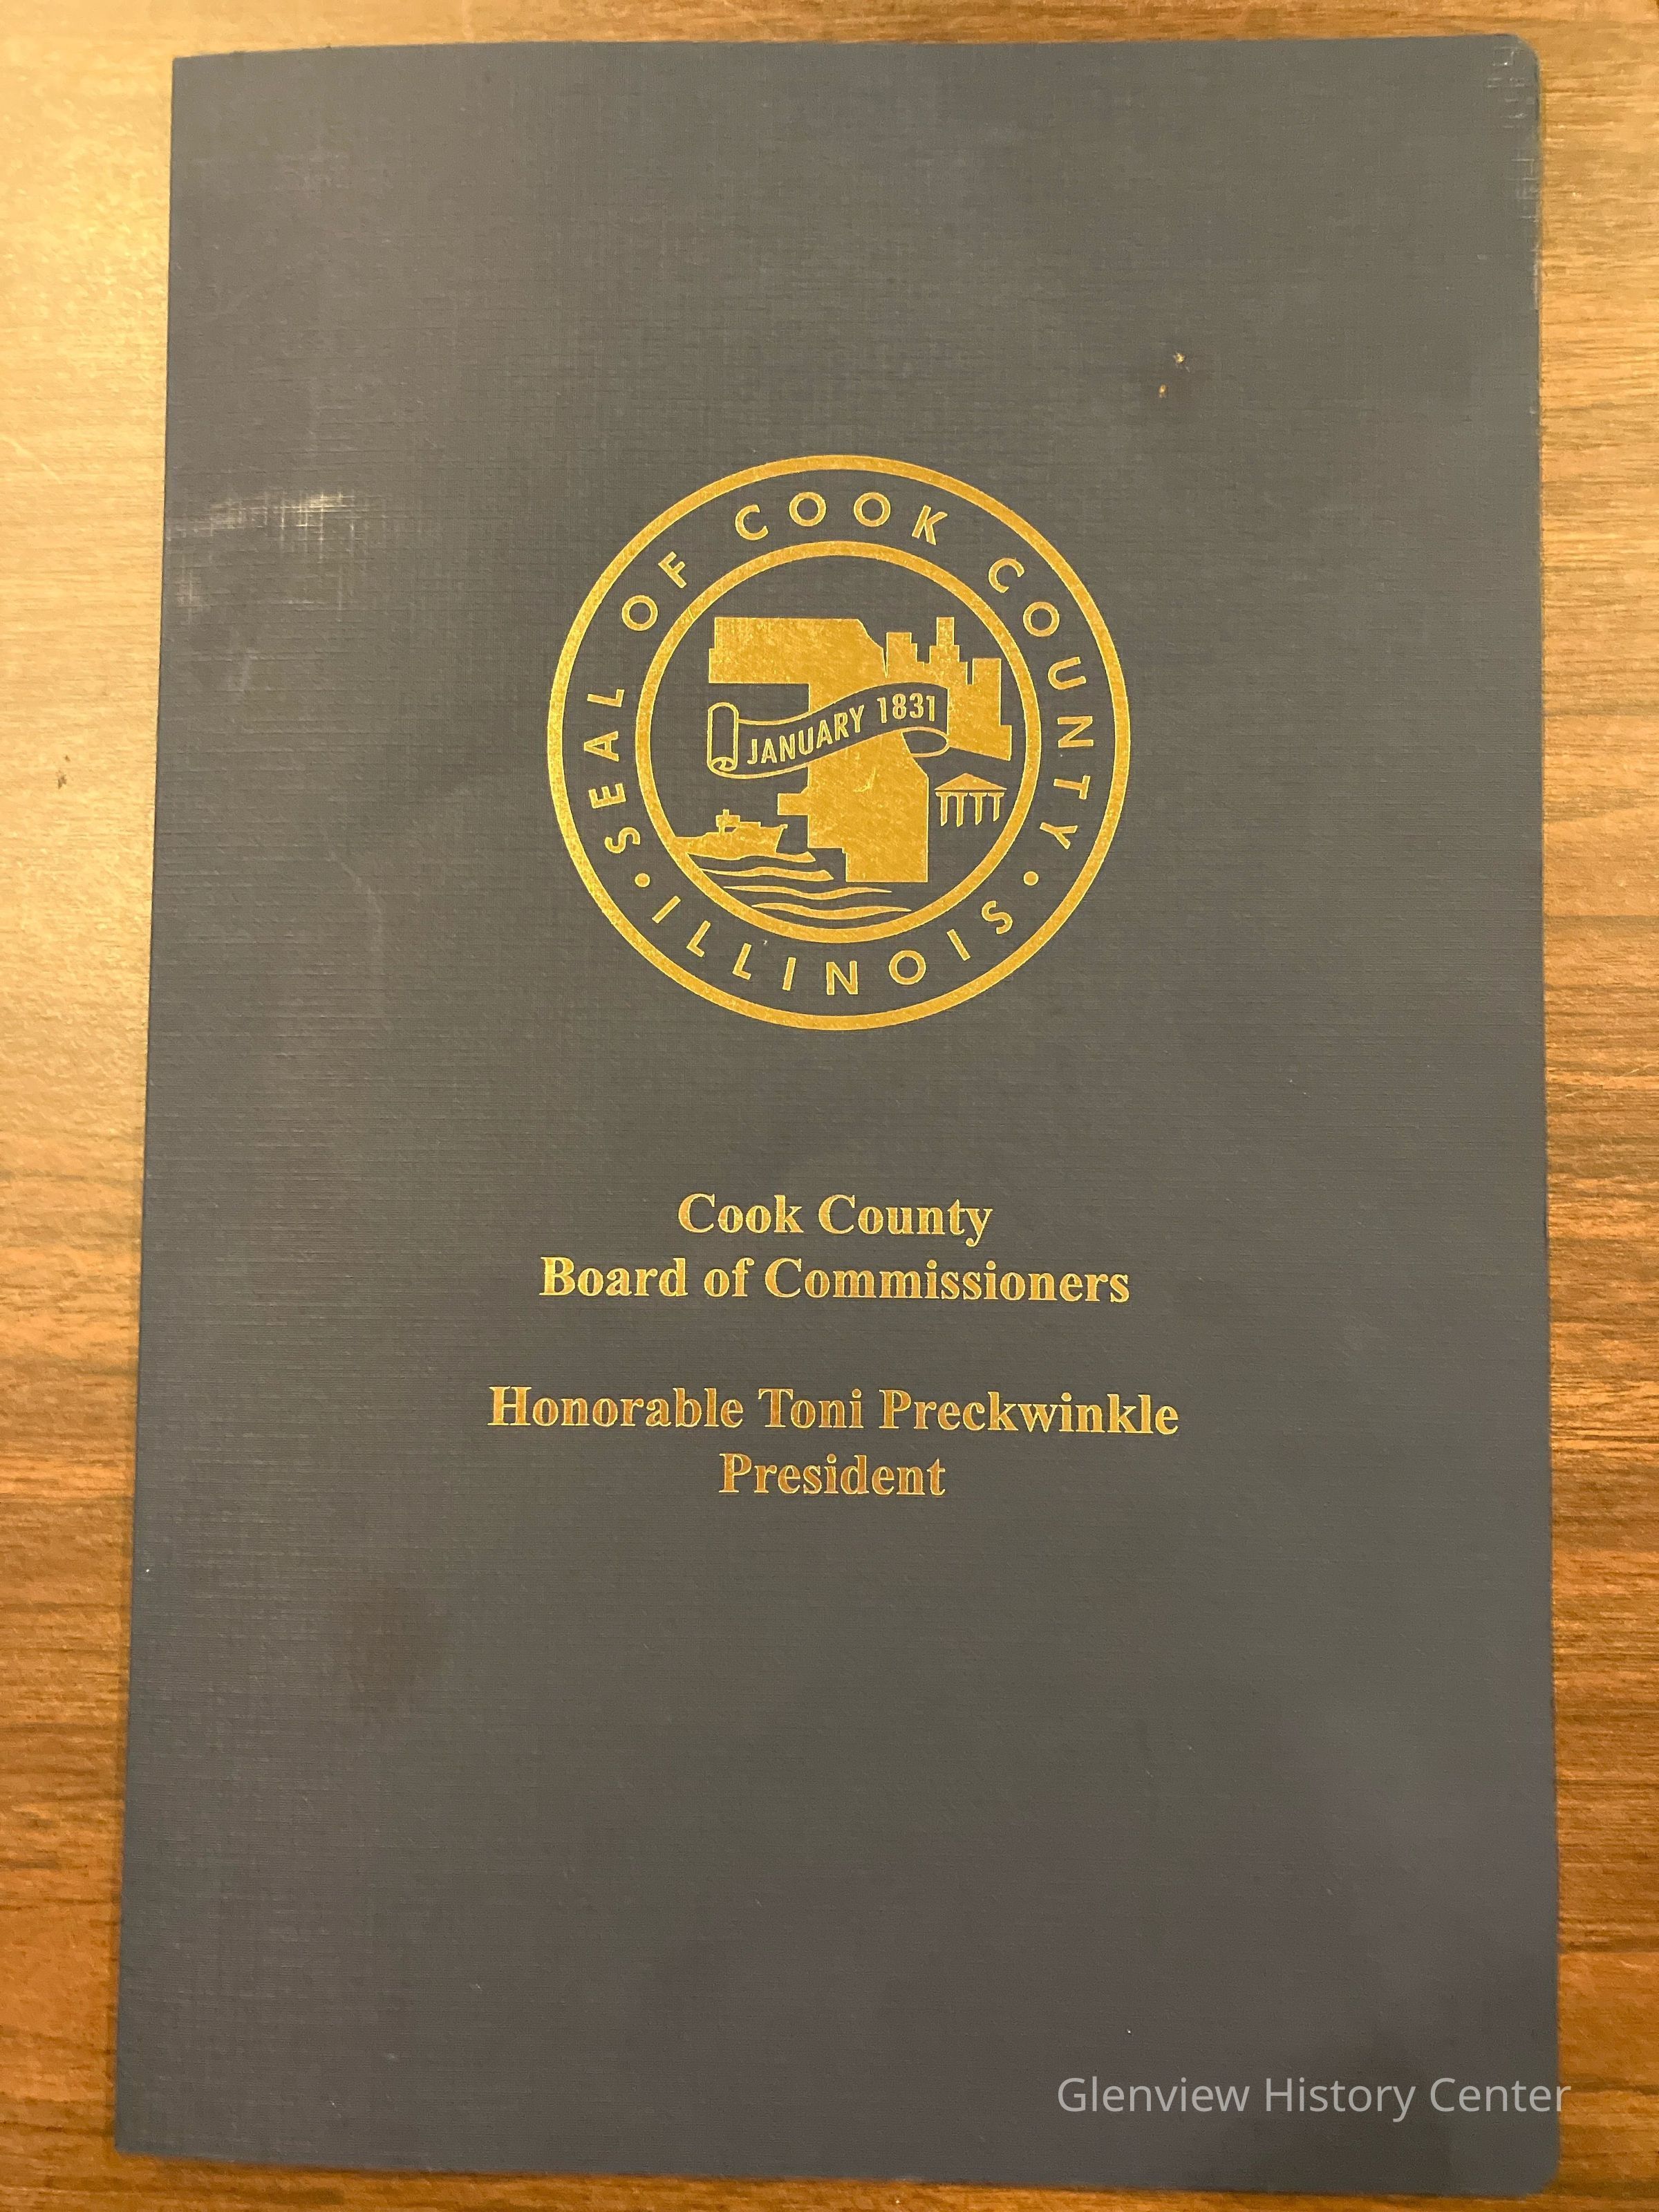 SEAL OF COOK COUNTY
JANUARY 1831
• ILLINOIS •
Cook County
Board of Commissioners
Honorable Toni Preckwinkle
President
Glenview History Center